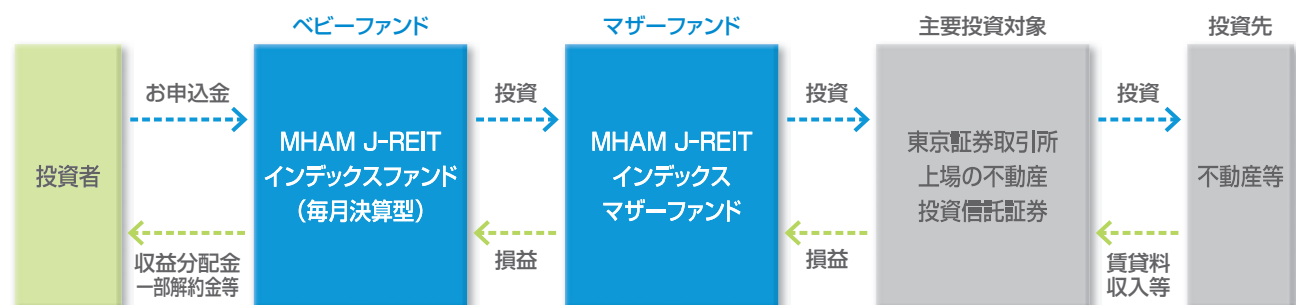 ベビーファンド
マザーファンド
主要投資対象
投資先
投資者
お申込金
収益分配金
一部解約金等
MHAM J-REIT
インデックスファンド
(毎月決算型)
投資
損益
MHAM J-REIT
インデックス
マザーファンド
投資
損益
東京証券取引所
上場の不動産
投資信託証券
投資
賃貸料
収入等
不動産等